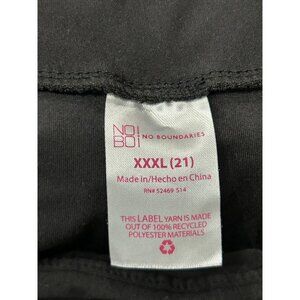 NO
BO NO BOUNDARIES
XXXL (21)
Made in/Hecho en China
RN# 52469 S14
THIS LABEL YARN IS MADE
OUT OF 100% RECYCLED
POLYESTER MATERIALS